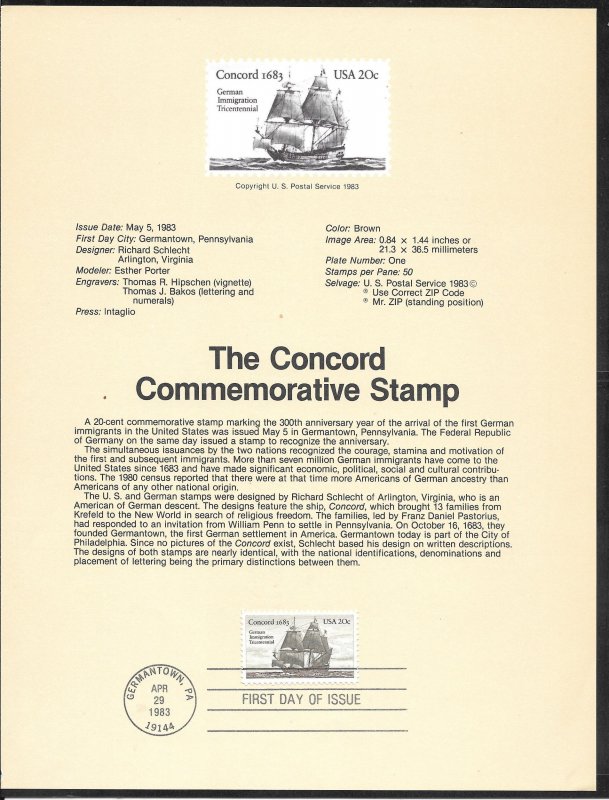 Concord 1683 USA 20c
German
Immigration
Tricentennial
Copyright U. S. Postal Service 1983
Issue Date: May 5, 1983
First Day City: Germantown, Pennsylvania
Designer: Richard Schlecht
Arlington, Virginia
Modeler: Esther Porter
Engravers: Thomas R. Hipschen (vignette)
Thomas J. Bakos (lettering and
numerals)
Press: Intaglio
Color: Brown
Image Area: 0.84 × 1.44 inches or
21.3 × 36.5 millimeters
Plate Number: One
Stamps per Pane: 50
Selvage: U. S. Postal Service 1983 ©
® Use Correct ZIP Code
® Mr. ZIP (standing position)
The Concord
Commemorative Stamp
A 20-cent commemorative stamp marking the 300th anniversary year of the arrival of the first German
immigrants in the United States was issued May 5 in Germantown, Pennsylvania. The Federal Republic
of Germany on the same day issued a stamp to recognize the anniversary.
The simultaneous issuances by the two nations recognized the courage, stamina and motivation of
the first and subsequent immigrants. More than seven million German immigrants have come to the
United States since 1683 and have made significant economic, political, social and cultural contribu-
tions. The 1980 census reported that there were at that time more Americans of German ancestry than
Americans of any other national origin.
The U. S. and German stamps were designed by Richard Schlecht of Arlington, Virginia, who is an
American of German descent. The designs feature the ship, Concord, which brought 13 families from
Krefeld to the New World in search of religious freedom. The families, led by Franz Daniel Pastorius,
had responded to an invitation from William Penn to settle in Pennsylvania. On October 16, 1683, they
founded Germantown, the first German settlement in America. Germantown today is part of the City of
Philadelphia. Since no pictures of the Concord exist, Schlecht based his design on written descriptions.
The designs of both stamps are nearly identical, with the national identifications, denominations and
placement of lettering being the primary distinctions between them.
Concord 1683 USA 20c
German
Immigration
Tricentennial
GERMANTOWN, PA
APR
29
1983
19144
FIRST DAY OF ISSUE